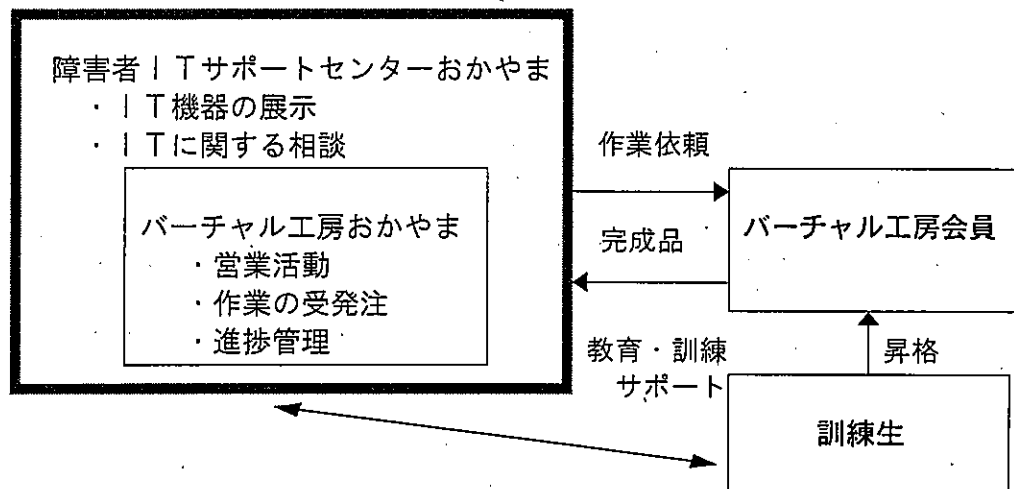 障害者ITサポートセンターおかやま
・IT機器の展示
・ITに関する相談
バーチャル工房おかやま
・営業活動
・作業の受発注
・進捗管理
作業依頼
完成品
バーチャル工房会員
教育・訓練
サポート
昇格
訓練生